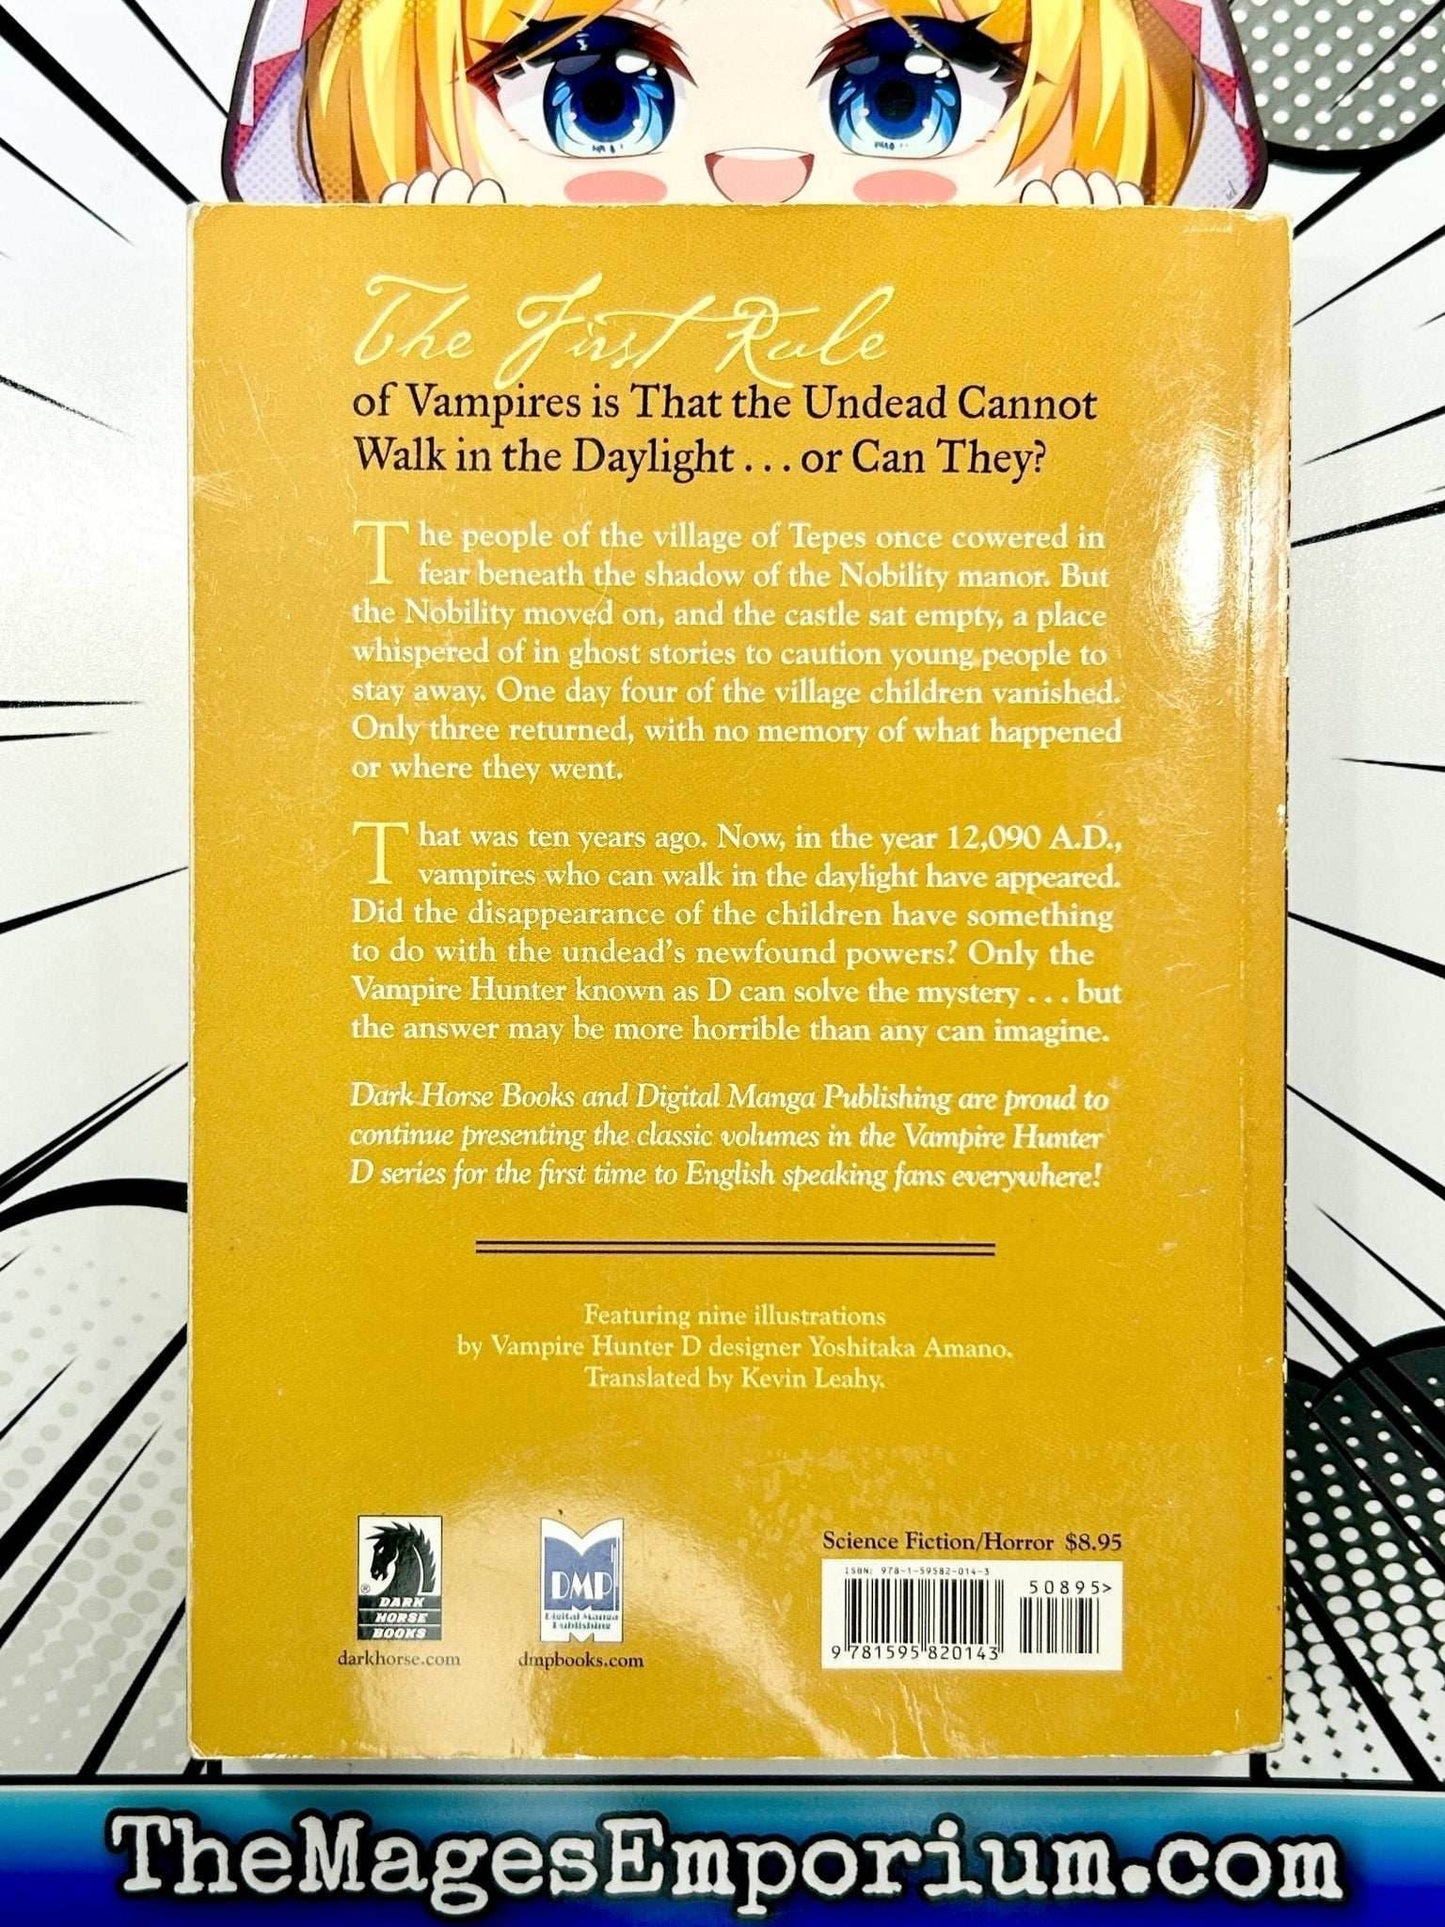 The First Rule
of Vampires is That the Undead Cannot
Walk in the Daylight . . . or Can They?
The people of the village of Tepes once cowered in
fear beneath the shadow of the Nobility manor. But
the Nobility moved on, and the castle sat empty, a place
whispered of in ghost stories to caution young people to
stay away. One day four of the village children vanished.
Only three returned, with no memory of what happened
or where they went.
That was ten years ago. Now, in the year 12,090 A.D.,
vampires who can walk in the daylight have appeared.
Did the disappearance of the children have something
to do with the undead's newfound powers? Only the
Vampire Hunter known as D can solve the mystery . . . but
the answer may be more horrible than any can imagine.
Dark Horse Books and Digital Manga Publishing are proud to
continue presenting the classic volumes in the Vampire Hunter
D series for the first time to English speaking fans everywhere!
Featuring nine illustrations
by Vampire Hunter D designer Yoshitaka Amano.
Translated by Kevin Leahy.
®
DARK
HORSE
BOOKS
darkhorse.com
DMP
Digital Manga
Publishing
dmpbooks.com
Science Fiction/Horror $8.95
ISBN: 978-1-59582-014-3
50895>
9 781595 820143
TheMagesEmporium.com